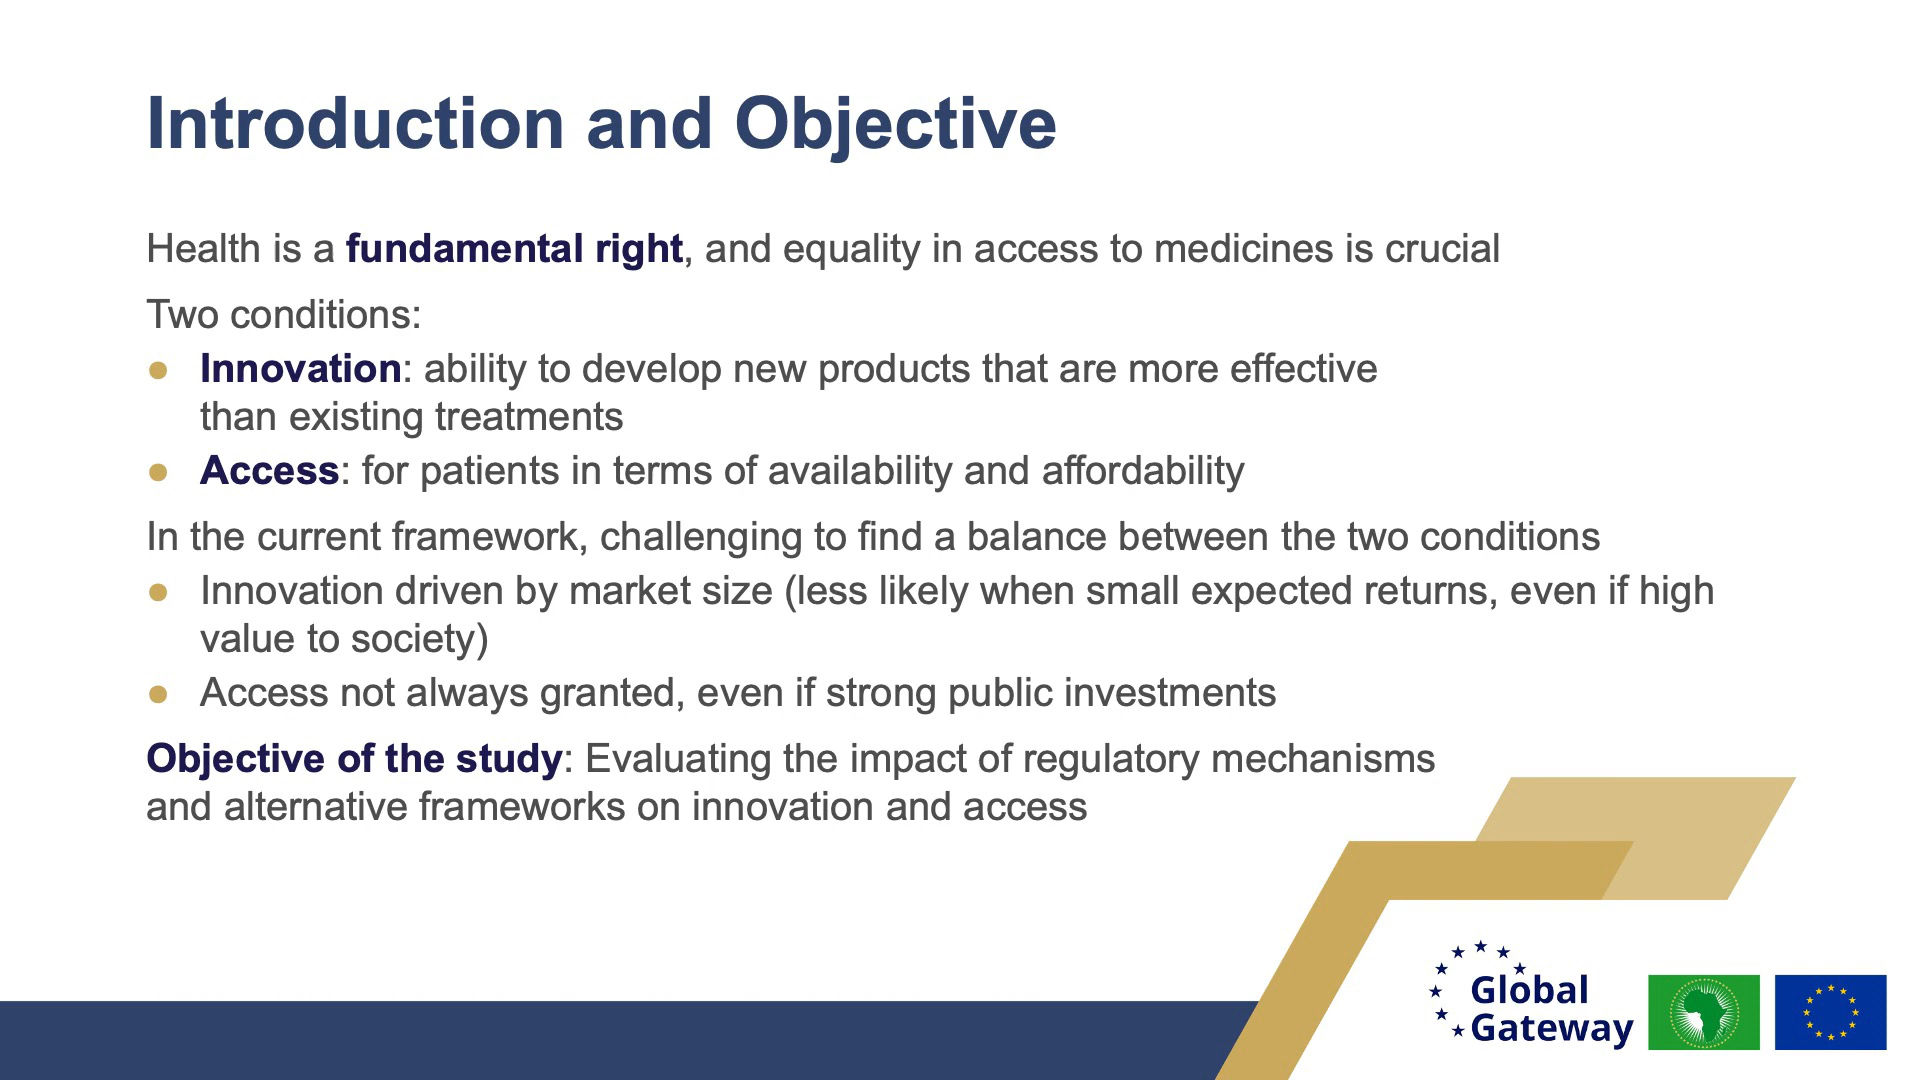 Introduction and Objective
Health is a fundamental right, and equality in access to medicines is crucial
Two conditions:
● Innovation: ability to develop new products that are more effective
than existing treatments
● Access: for patients in terms of availability and affordability
In the current framework, challenging to find a balance between the two conditions
● Innovation driven by market size (less likely when small expected returns, even if high
value to society)
● Access not always granted, even if strong public investments
Objective of the study: Evaluating the impact of regulatory mechanisms
and alternative frameworks on innovation and access
Global
Gateway